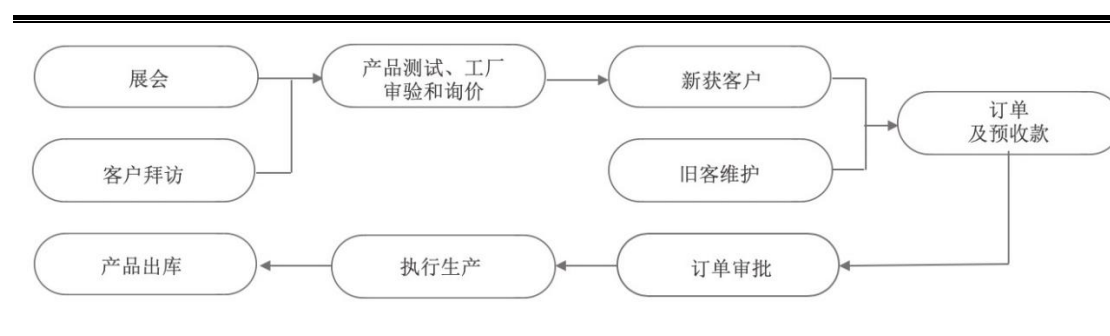 展会
产品测试、工厂
审验和询价
新获客户
订单
及预收款
客户拜访
旧客维护
产品出库
执行生产
订单审批